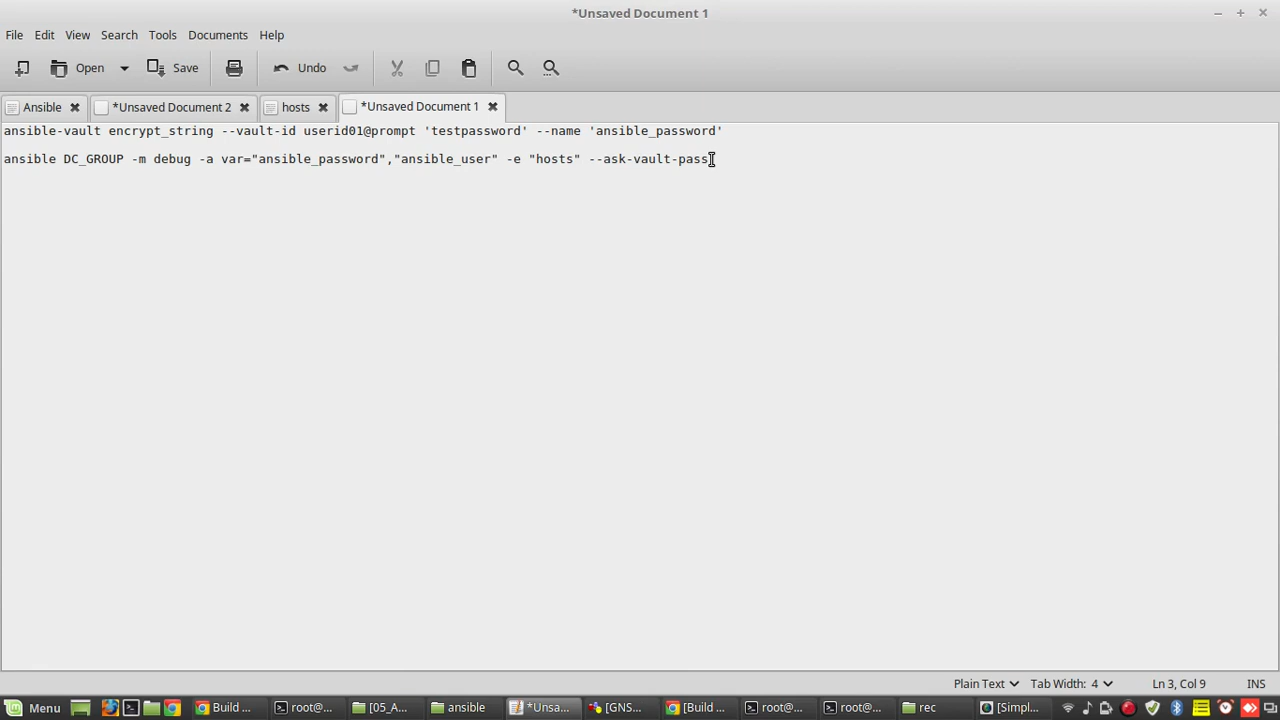 *Unsaved Document 1
File Edit View Search Tools Documents Help
Open Save Undo
Ansible *Unsaved Document 2 hosts *Unsaved Document 1
ansible-vault encrypt_string --vault-id userid01@prompt 'testpassword' --name 'ansible_password'
ansible DC_GROUP -m debug -a var="ansible_password","ansible_user" -e "hosts" --ask-vault-pass
Plain Text Tab Width: 4 Ln 3, Col 9 INS
Menu Build ... root@... [05_A... ansible *Unsa... [GNS... [Build ... root@... root@... rec [Simpl...